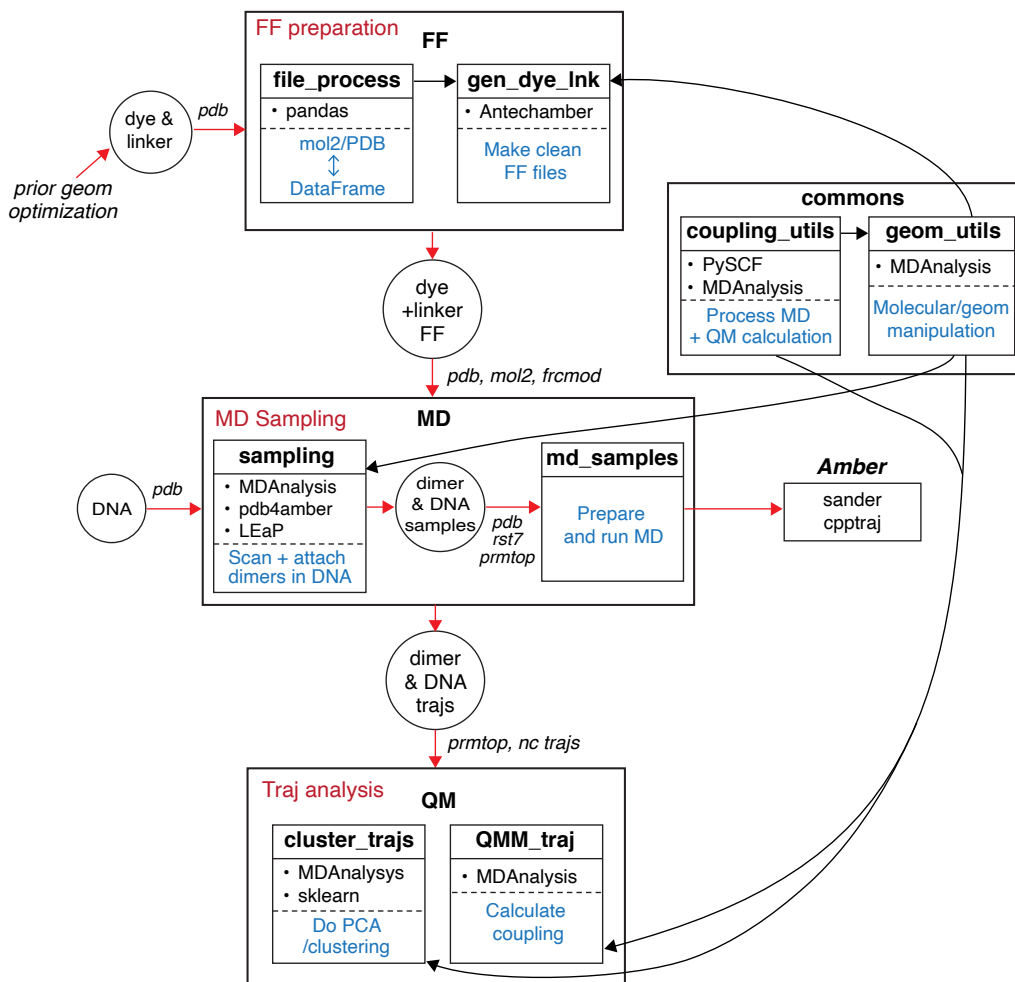 FF preparation
FF
file_process
• pandas
mol2/PDB
DataFrame
gen_dye_lnk
• Antechamber
Make clean
FF files
dye &
linker
pdb
prior geom
optimization
commons
coupling_utils
• PySCF
• MDAnalysis
Process MD
+ QM calculation
geom_utils
• MDAnalysis
Molecular/geom
manipulation
dye
+linker
FF
pdb, mol2, frcmod
MD Sampling
MD
DNA
pdb
sampling
• MDAnalysis
• pdb4amber
• LEaP
Scan + attach
dimers in DNA
dimer
& DNA
samples
pdb
rst7
prmtop
md_samples
Prepare
and run MD
Amber
sander
cpptraj
dimer
& DNA
trajs
prmtop, nc trajs
Traj analysis
QM
cluster_trajs
• MDAnalysys
• sklearn
Do PCA
/clustering
QMM_traj
• MDAnalysis
Calculate
coupling